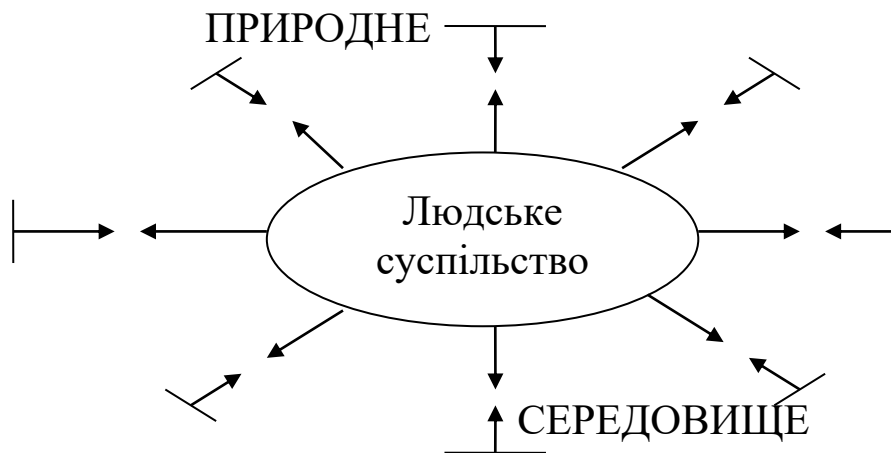 ПРИРОДНЕ
Людське
суспільство
СЕРЕДОВИЩЕ